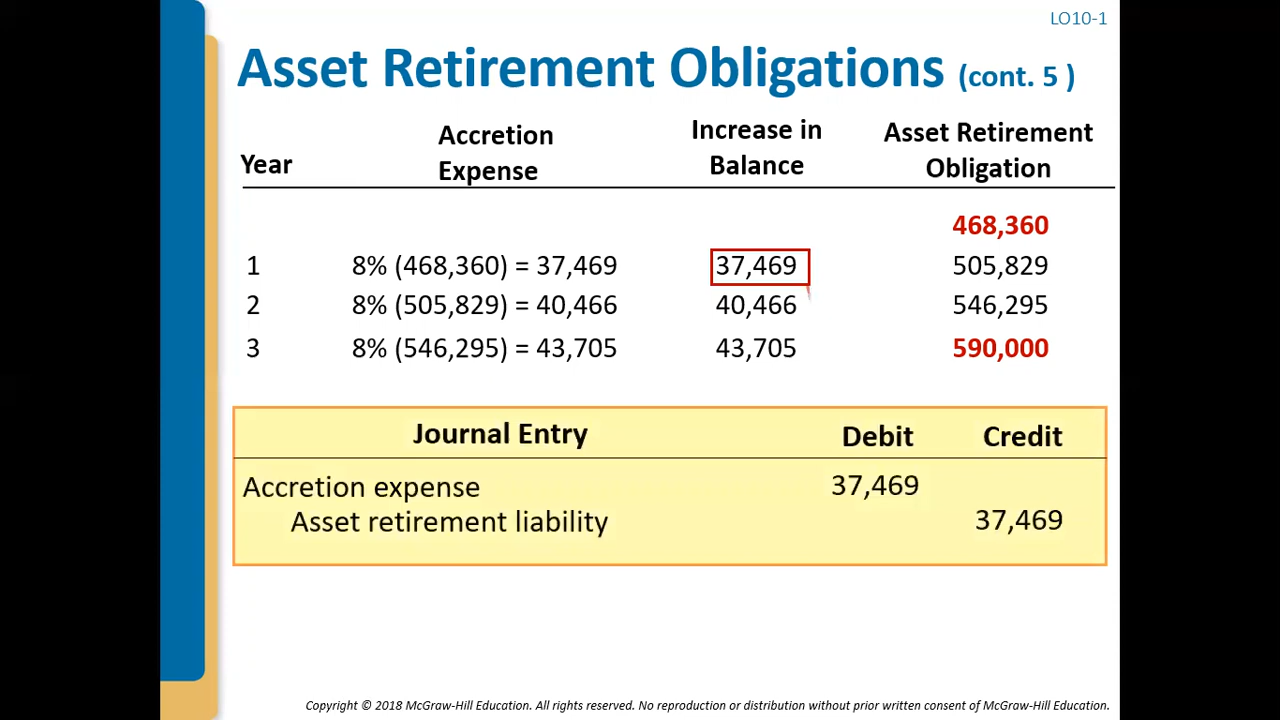 LO10-1
Asset Retirement Obligations (cont. 5 )
Year Accretion Expense Increase in Balance Asset Retirement Obligation
468,360
1 8% (468,360) = 37,469 37,469 505,829
2 8% (505,829) = 40,466 40,466 546,295
3 8% (546,295) = 43,705 43,705 590,000
Journal Entry Debit Credit
Accretion expense 37,469
Asset retirement liability 37,469
Copyright © 2018 McGraw-Hill Education. All rights reserved. No reproduction or distribution without prior written consent of McGraw-Hill Education.